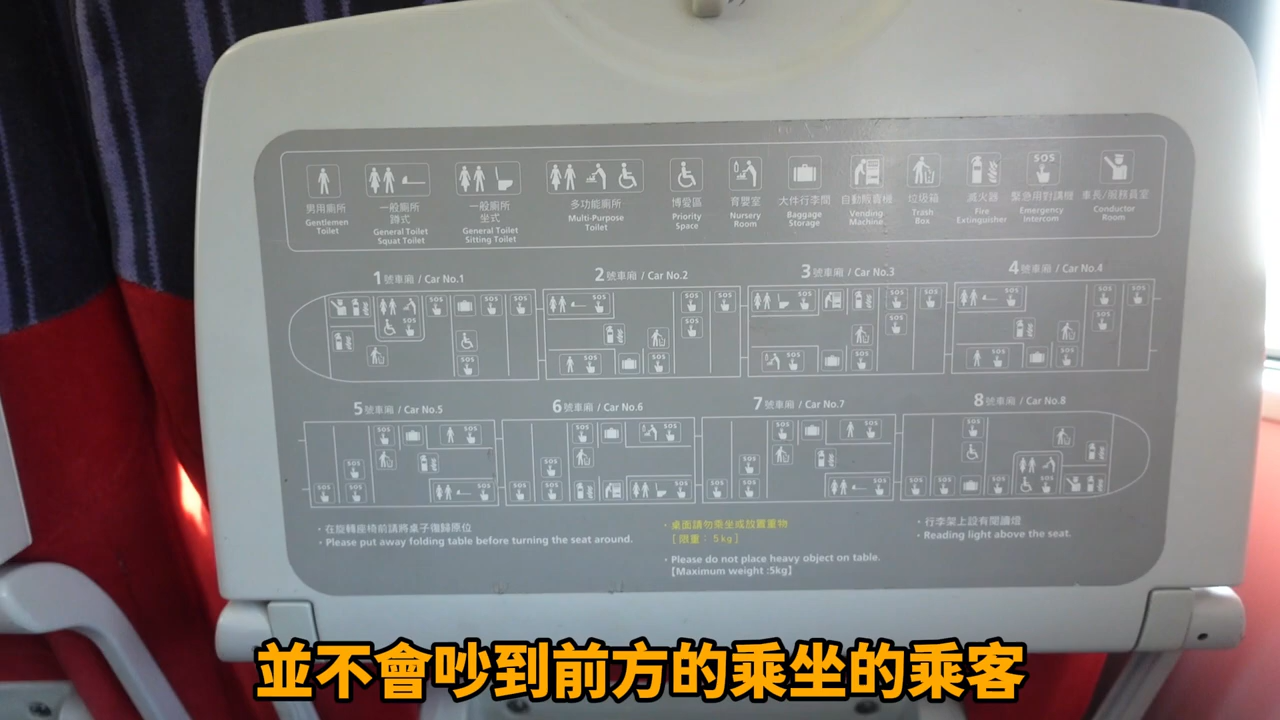 男用廁所
Gentlemen
Toilet
一般廁所
蹲式
General Toilet
Squat Toilet
一般廁所
坐式
General Toilet
Sitting Toilet
多功能廁所
Multi-Purpose
Toilet
博愛區
Priority
Space
育嬰室
Nursery
Room
大件行李間
Baggage
Storage
自動販賣機
Vending
Machine
垃圾箱
Trash
Box
滅火器
Fire
Extinguisher
SOS
緊急用對講機
Emergency
Intercom
車長/服務員室
Conductor
Room
1號車廂 / Car No.1
2號車廂 / Car No.2
3號車廂 / Car No.3
4號車廂 / Car No.4
5號車廂 / Car No.5
6號車廂 / Car No.6
7號車廂 / Car No.7
8號車廂 / Car No.8
・在旋轉座椅前請將桌子復歸原位
・Please put away folding table before turning the seat around.
・桌面請勿乘坐或放置重物
[限重：5kg]
・Please do not place heavy object on table.
【Maximum weight :5kg】
・行李架上設有閱讀燈
・Reading light above the seat.
並不會吵到前方的乘坐的乘客